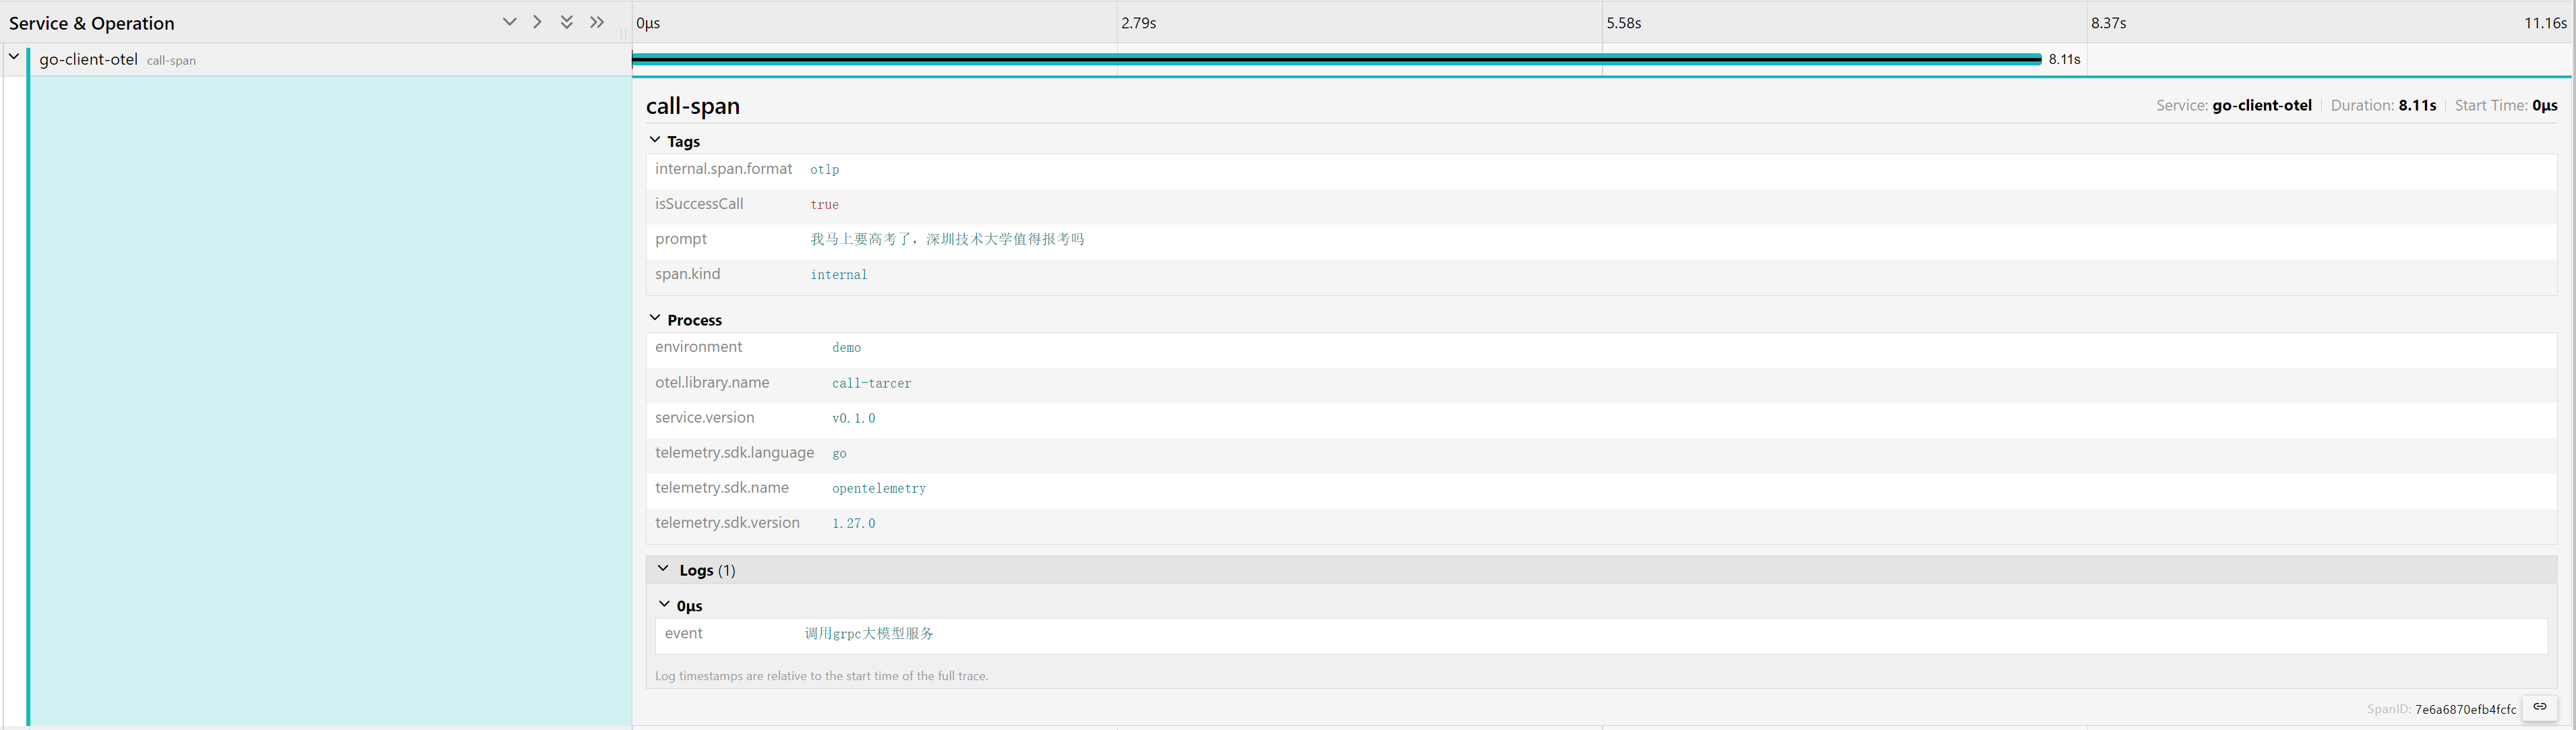 Service & Operation 0μs 2.79s 5.58s 8.37s 11.16s
go-client-otel call-span 8.11s
call-span Service: go-client-otel Duration: 8.11s Start Time: 0μs
Tags
internal.span.format otlp
isSuccessCall true
prompt 我马上要高考了，深圳技术大学值得报考吗
span.kind internal
Process
environment demo
otel.library.name call-tarcer
service.version v0.1.0
telemetry.sdk.language go
telemetry.sdk.name opentelemetry
telemetry.sdk.version 1.27.0
Logs (1)
0μs
event 调用grpc大模型服务
Log timestamps are relative to the start time of the full trace.
SpanID: 7e6a6870efb4fcfc